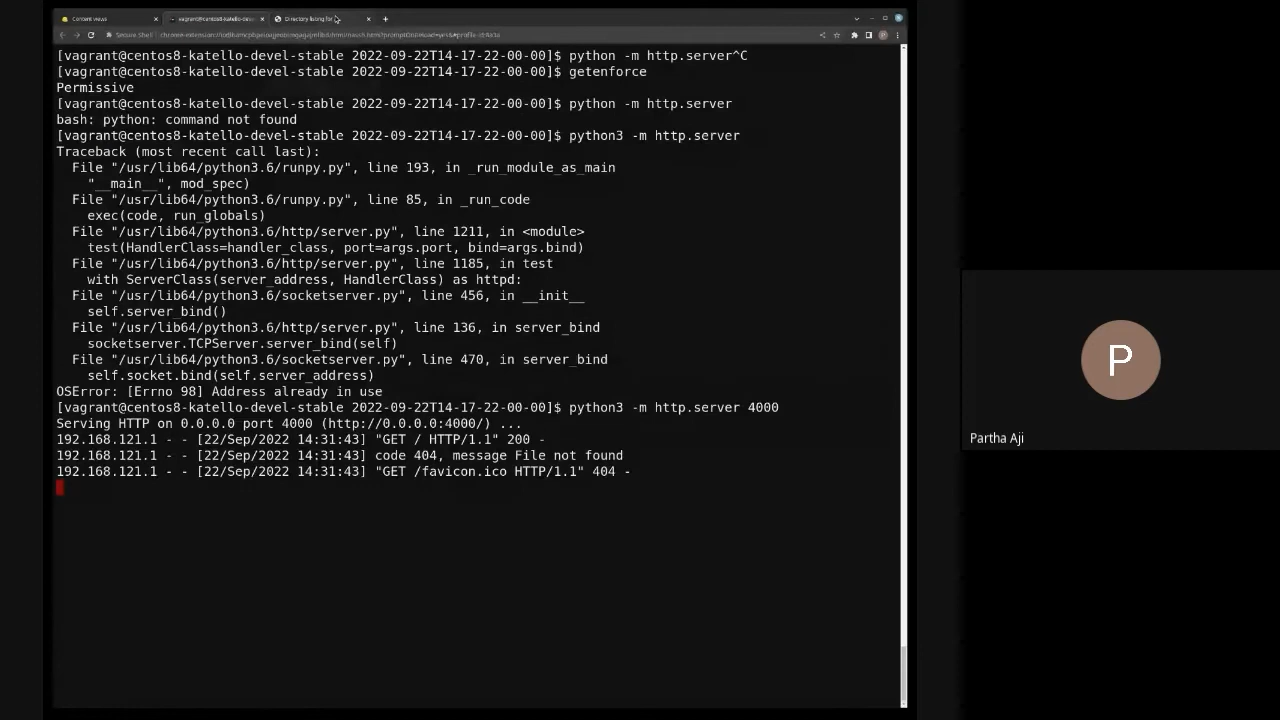 Content views
vagrant@centos8-katello-deve
Directory listing for
Secure Shell
[vagrant@centos8-katello-devel-stable 2022-09-22T14-17-22-00-00]$ python -m http.server^C
[vagrant@centos8-katello-devel-stable 2022-09-22T14-17-22-00-00]$ getenforce
Permissive
[vagrant@centos8-katello-devel-stable 2022-09-22T14-17-22-00-00]$ python -m http.server
bash: python: command not found
[vagrant@centos8-katello-devel-stable 2022-09-22T14-17-22-00-00]$ python3 -m http.server
Traceback (most recent call last):
  File "/usr/lib64/python3.6/runpy.py", line 193, in _run_module_as_main
    "__main__", mod_spec)
  File "/usr/lib64/python3.6/runpy.py", line 85, in _run_code
    exec(code, run_globals)
  File "/usr/lib64/python3.6/http/server.py", line 1211, in <module>
    test(HandlerClass=handler_class, port=args.port, bind=args.bind)
  File "/usr/lib64/python3.6/http/server.py", line 1185, in test
    with ServerClass(server_address, HandlerClass) as httpd:
  File "/usr/lib64/python3.6/socketserver.py", line 456, in __init__
    self.server_bind()
  File "/usr/lib64/python3.6/http/server.py", line 136, in server_bind
    socketserver.TCPServer.server_bind(self)
  File "/usr/lib64/python3.6/socketserver.py", line 470, in server_bind
    self.socket.bind(self.server_address)
OSError: [Errno 98] Address already in use
[vagrant@centos8-katello-devel-stable 2022-09-22T14-17-22-00-00]$ python3 -m http.server 4000
Serving HTTP on 0.0.0.0 port 4000 (http://0.0.0.0:4000/) ...
192.168.121.1 - - [22/Sep/2022 14:31:43] "GET / HTTP/1.1" 200 -
192.168.121.1 - - [22/Sep/2022 14:31:43] code 404, message File not found
192.168.121.1 - - [22/Sep/2022 14:31:43] "GET /favicon.ico HTTP/1.1" 404 -
P
Partha Aji